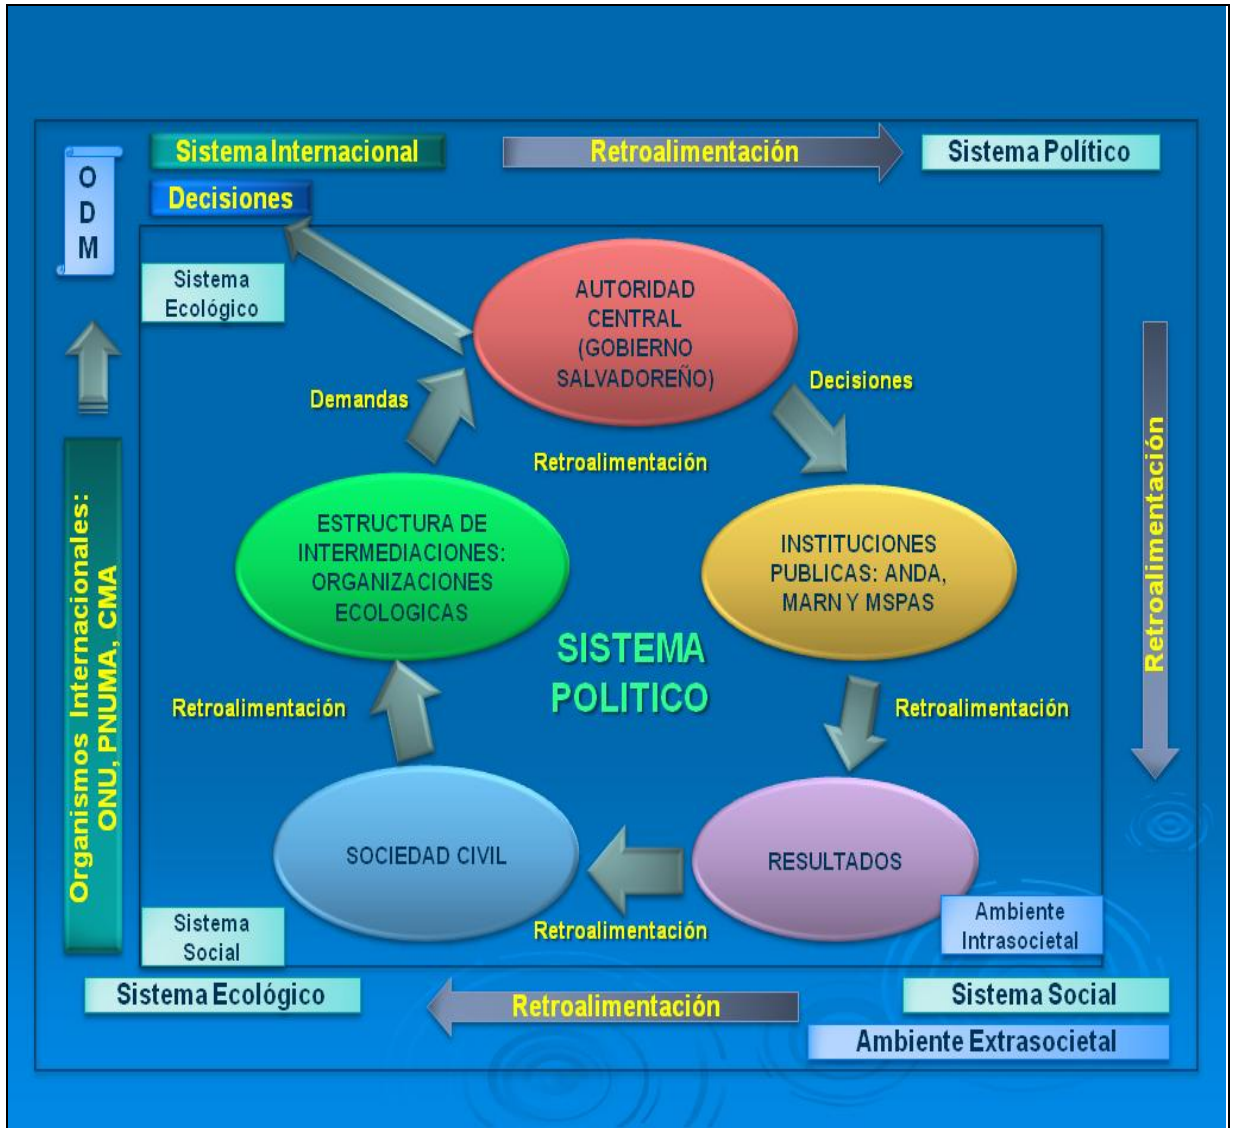 Sistema Internacional
Retroalimentación
Sistema Político
O
D
M
Decisiones
Sistema
Ecológico
AUTORIDAD
CENTRAL
(GOBIERNO
SALVADOREÑO)
Demandas
Decisiones
Retroalimentación
ESTRUCTURA DE
INTERMEDIACIONES:
ORGANIZACIONES
ECOLOGICAS
INSTITUCIONES
PUBLICAS: ANDA,
MARN Y MSPAS
Organismos Internacionales:
ONU, PNUMA, CMA
Retroalimentación
SISTEMA
POLITICO
Retroalimentación
Retroalimentación
SOCIEDAD CIVIL
RESULTADOS
Retroalimentación
Sistema
Social
Ambiente
Intrasocietal
Sistema Ecológico
Retroalimentación
Sistema Social
Ambiente Extrasocietal